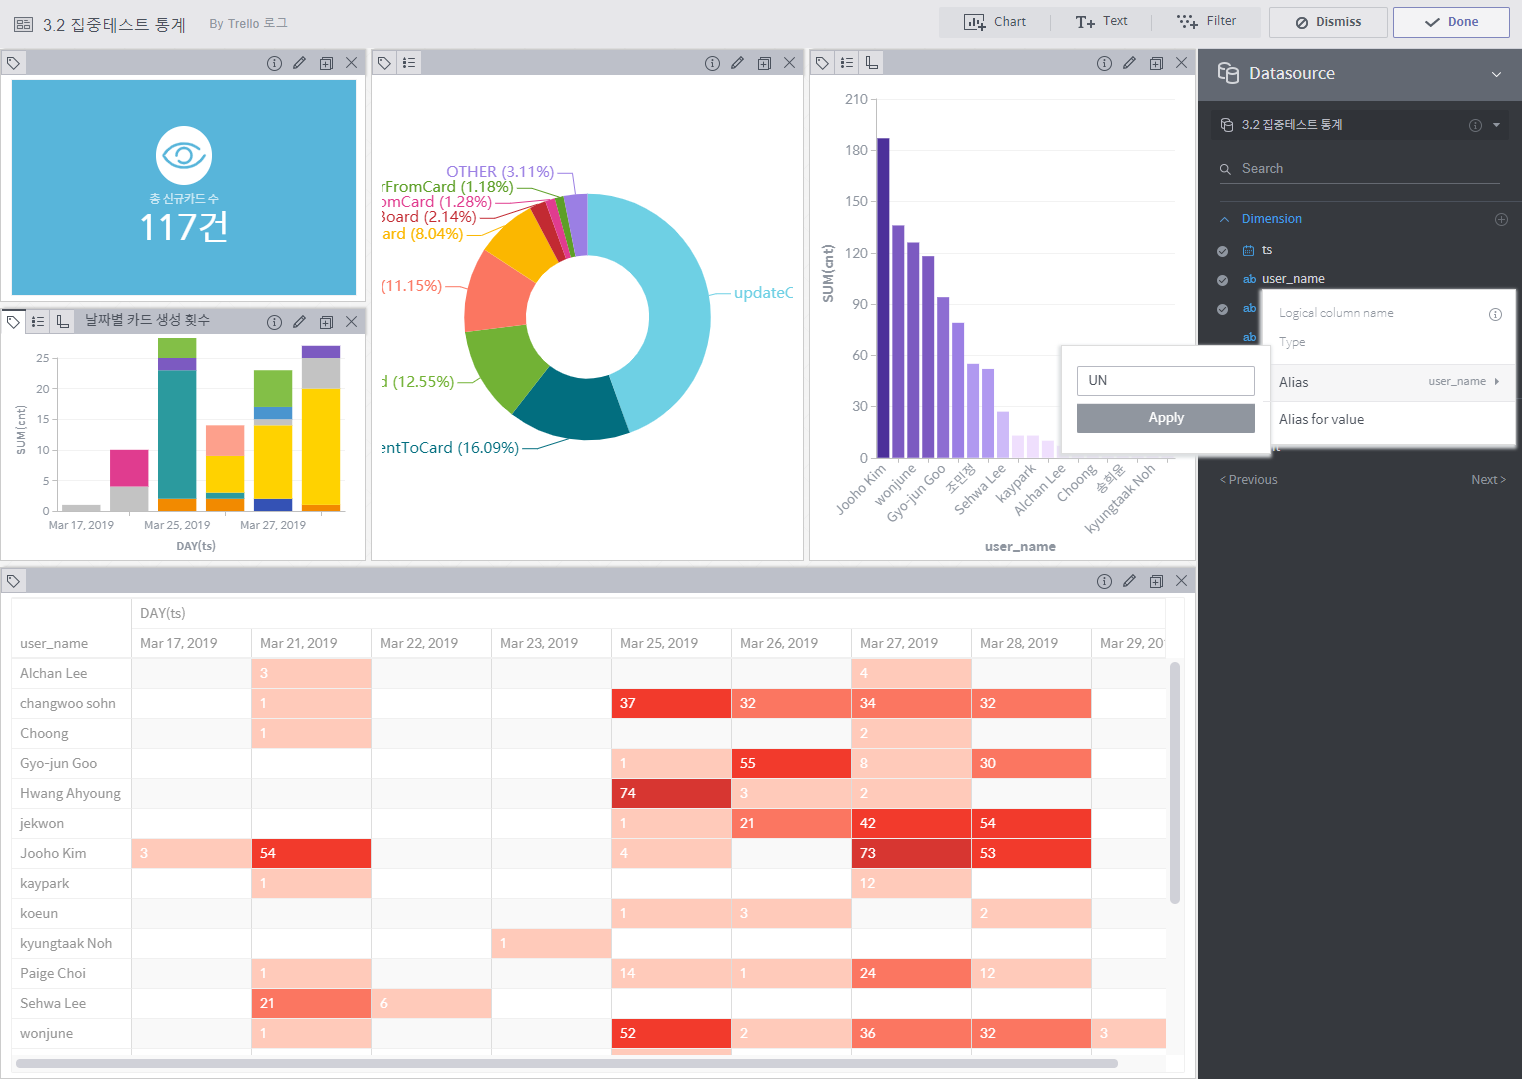 3.2 집중테스트 통계
By Trello 로그
Chart
Text
Filter
Dismiss
Done
총 신규카드 수
117건
날짜별 카드 생성 횟수
25
20
15
10
5
0
SUM(cnt)
Mar 17, 2019
Mar 25, 2019
Mar 27, 2019
DAY(ts)
OTHER (3.11%)
rFromCard (1.18%)
omCard (1.28%)
Board (2.14%)
ard (8.04%)
(11.15%)
d (12.55%)
entToCard (16.09%)
updateC
210
180
150
120
90
60
30
0
SUM(cnt)
Jooho Kim
wonjune
Gyo-jun Goo
조민정
Sehwa Lee
kaypark
Alchan Lee
Choong
송희운
kyungtaak Noh
user_name
Datasource
3.2 집중테스트 통계
Search
Dimension
ts
ab user_name
ab
ab
Logical column name
Type
Alias user_name
Alias for value
UN
Apply
< Previous
Next >
DAY(ts)
user_name Mar 17, 2019 Mar 21, 2019 Mar 22, 2019 Mar 23, 2019 Mar 25, 2019 Mar 26, 2019 Mar 27, 2019 Mar 28, 2019 Mar 29, 20
Alchan Lee 3 4
changwoo sohn 1 37 32 34 32
Choong 1 2
Gyo-jun Goo 1 55 8 30
Hwang Ahyoung 74 3 2
jekwon 1 21 42 54
Jooho Kim 3 54 4 73 53
kaypark 1 12
koeun 1 3 2
kyungtaak Noh 1
Paige Choi 1 14 1 24 12
Sehwa Lee 21 6
wonjune 1 52 2 36 32 3